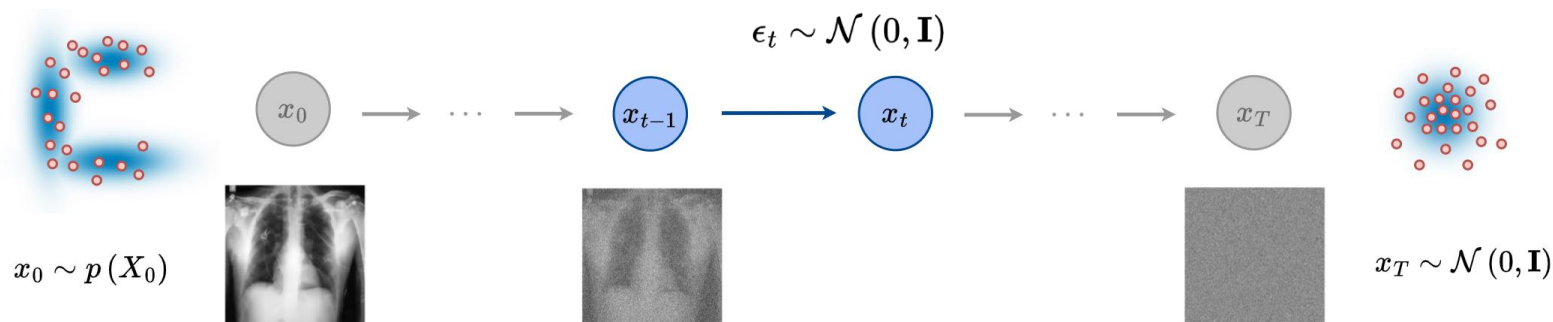 ϵ_t ∼ 𝒩 (0, I)
x_0
···
x_{t−1}
x_t
···
x_T
x_0 ∼ p (X_0)
x_T ∼ 𝒩 (0, I)